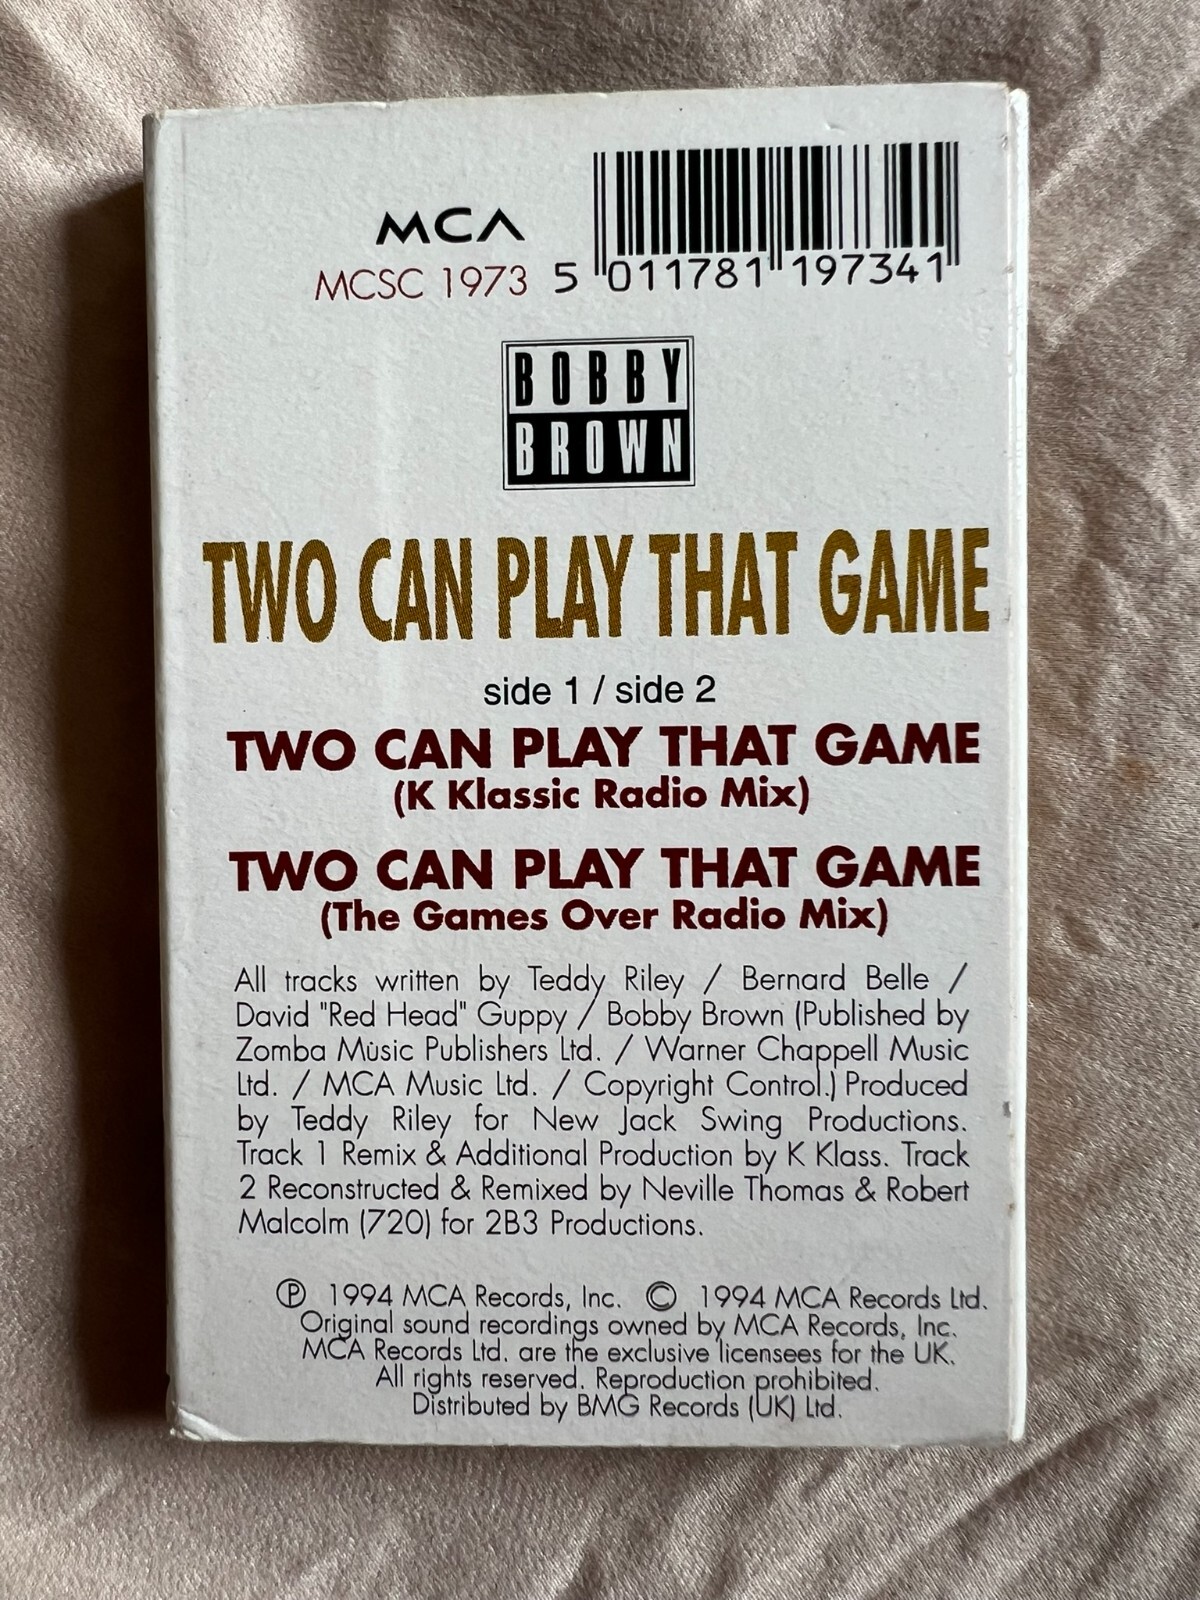 MCA
MCSC 1973
5 011781 197341
BOBBY
BROWN
TWO CAN PLAY THAT GAME
side 1 / side 2
TWO CAN PLAY THAT GAME
(K Klassic Radio Mix)
TWO CAN PLAY THAT GAME
(The Games Over Radio Mix)
All tracks written by Teddy Riley / Bernard Belle /
David "Red Head" Guppy / Bobby Brown (Published by
Zomba Music Publishers Ltd. / Warner Chappell Music
Ltd. / MCA Music Ltd. / Copyright Control.) Produced
by Teddy Riley for New Jack Swing Productions.
Track 1 Remix & Additional Production by K Klass. Track
2 Reconstructed & Remixed by Neville Thomas & Robert
Malcolm (720) for 2B3 Productions.
℗ 1994 MCA Records, Inc. © 1994 MCA Records Ltd.
Original sound recordings owned by MCA Records, Inc.
MCA Records Ltd. are the exclusive licensees for the UK.
All rights reserved. Reproduction prohibited.
Distributed by BMG Records (UK) Ltd.